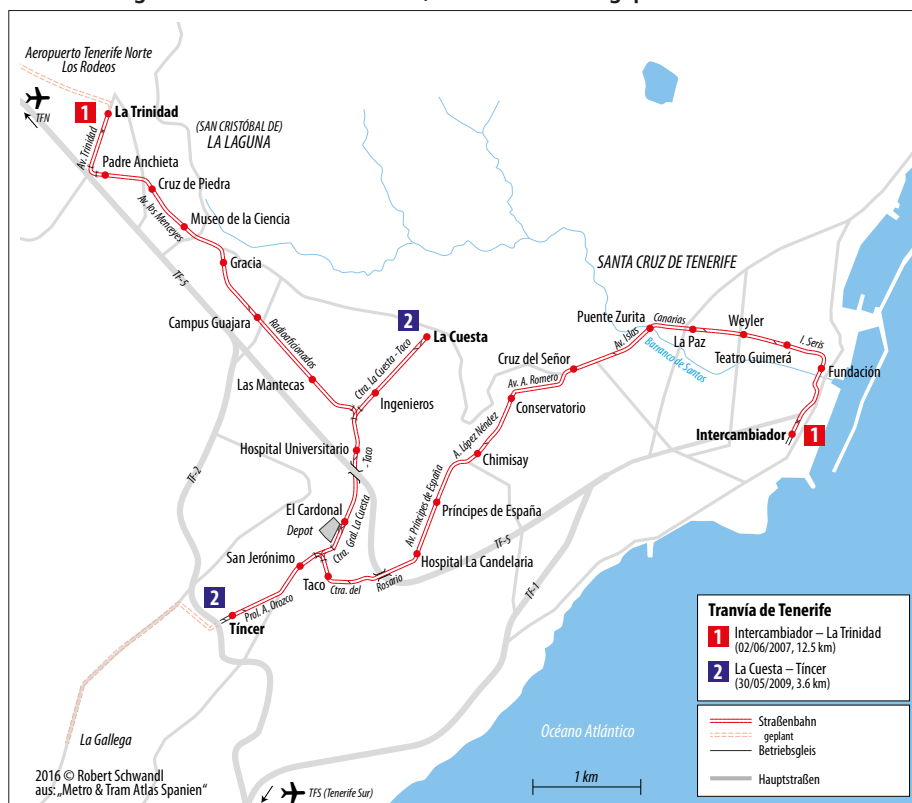 Aeropuerto Tenerife Norte
Los Rodeos
TFN
1
La Trinidad
Av. Trinidad
(SAN CRISTÓBAL DE)
LA LAGUNA
Padre Anchieta
Cruz de Piedra
Av. los Menceyes
Museo de la Ciencia
Gracia
TF-5
Campus Guajara
Radioaficionados
Las Mantecas
2
La Cuesta
Ctra. La Cuesta - Taco
Ingenieros
SANTA CRUZ DE TENERIFE
Puente Zurita
Canarias
La Paz
Weyler
I. Serís
Teatro Guimerá
Fundación
Av. Islas
Barranco de Santos
Cruz del Señor
Av. A. Romero
Conservatorio
Intercambiador
1
Hospital Universitario
- Taco
A. López Néndez
Chimisay
TF-2
El Cardonal
Depot
Ctra. Gral. La Cuesta
Av. Príncipes de España
Príncipes de España
TF-5
San Jerónimo
Hospital La Candelaria
Taco
Ctra. del
Rosario
TF-1
2
Prol. A. Orozco
Tíncer
Tranvía de Tenerife
1 Intercambiador – La Trinidad
(02/06/2007, 12.5 km)
2 La Cuesta – Tíncer
(30/05/2009, 3.6 km)
Straßenbahn
geplant
Betriebsgleis
Hauptstraßen
La Gallega
Océano Atlántico
2016 © Robert Schwandl
aus: „Metro & Tram Atlas Spanien“
1 km
TFS (Tenerife Sur)